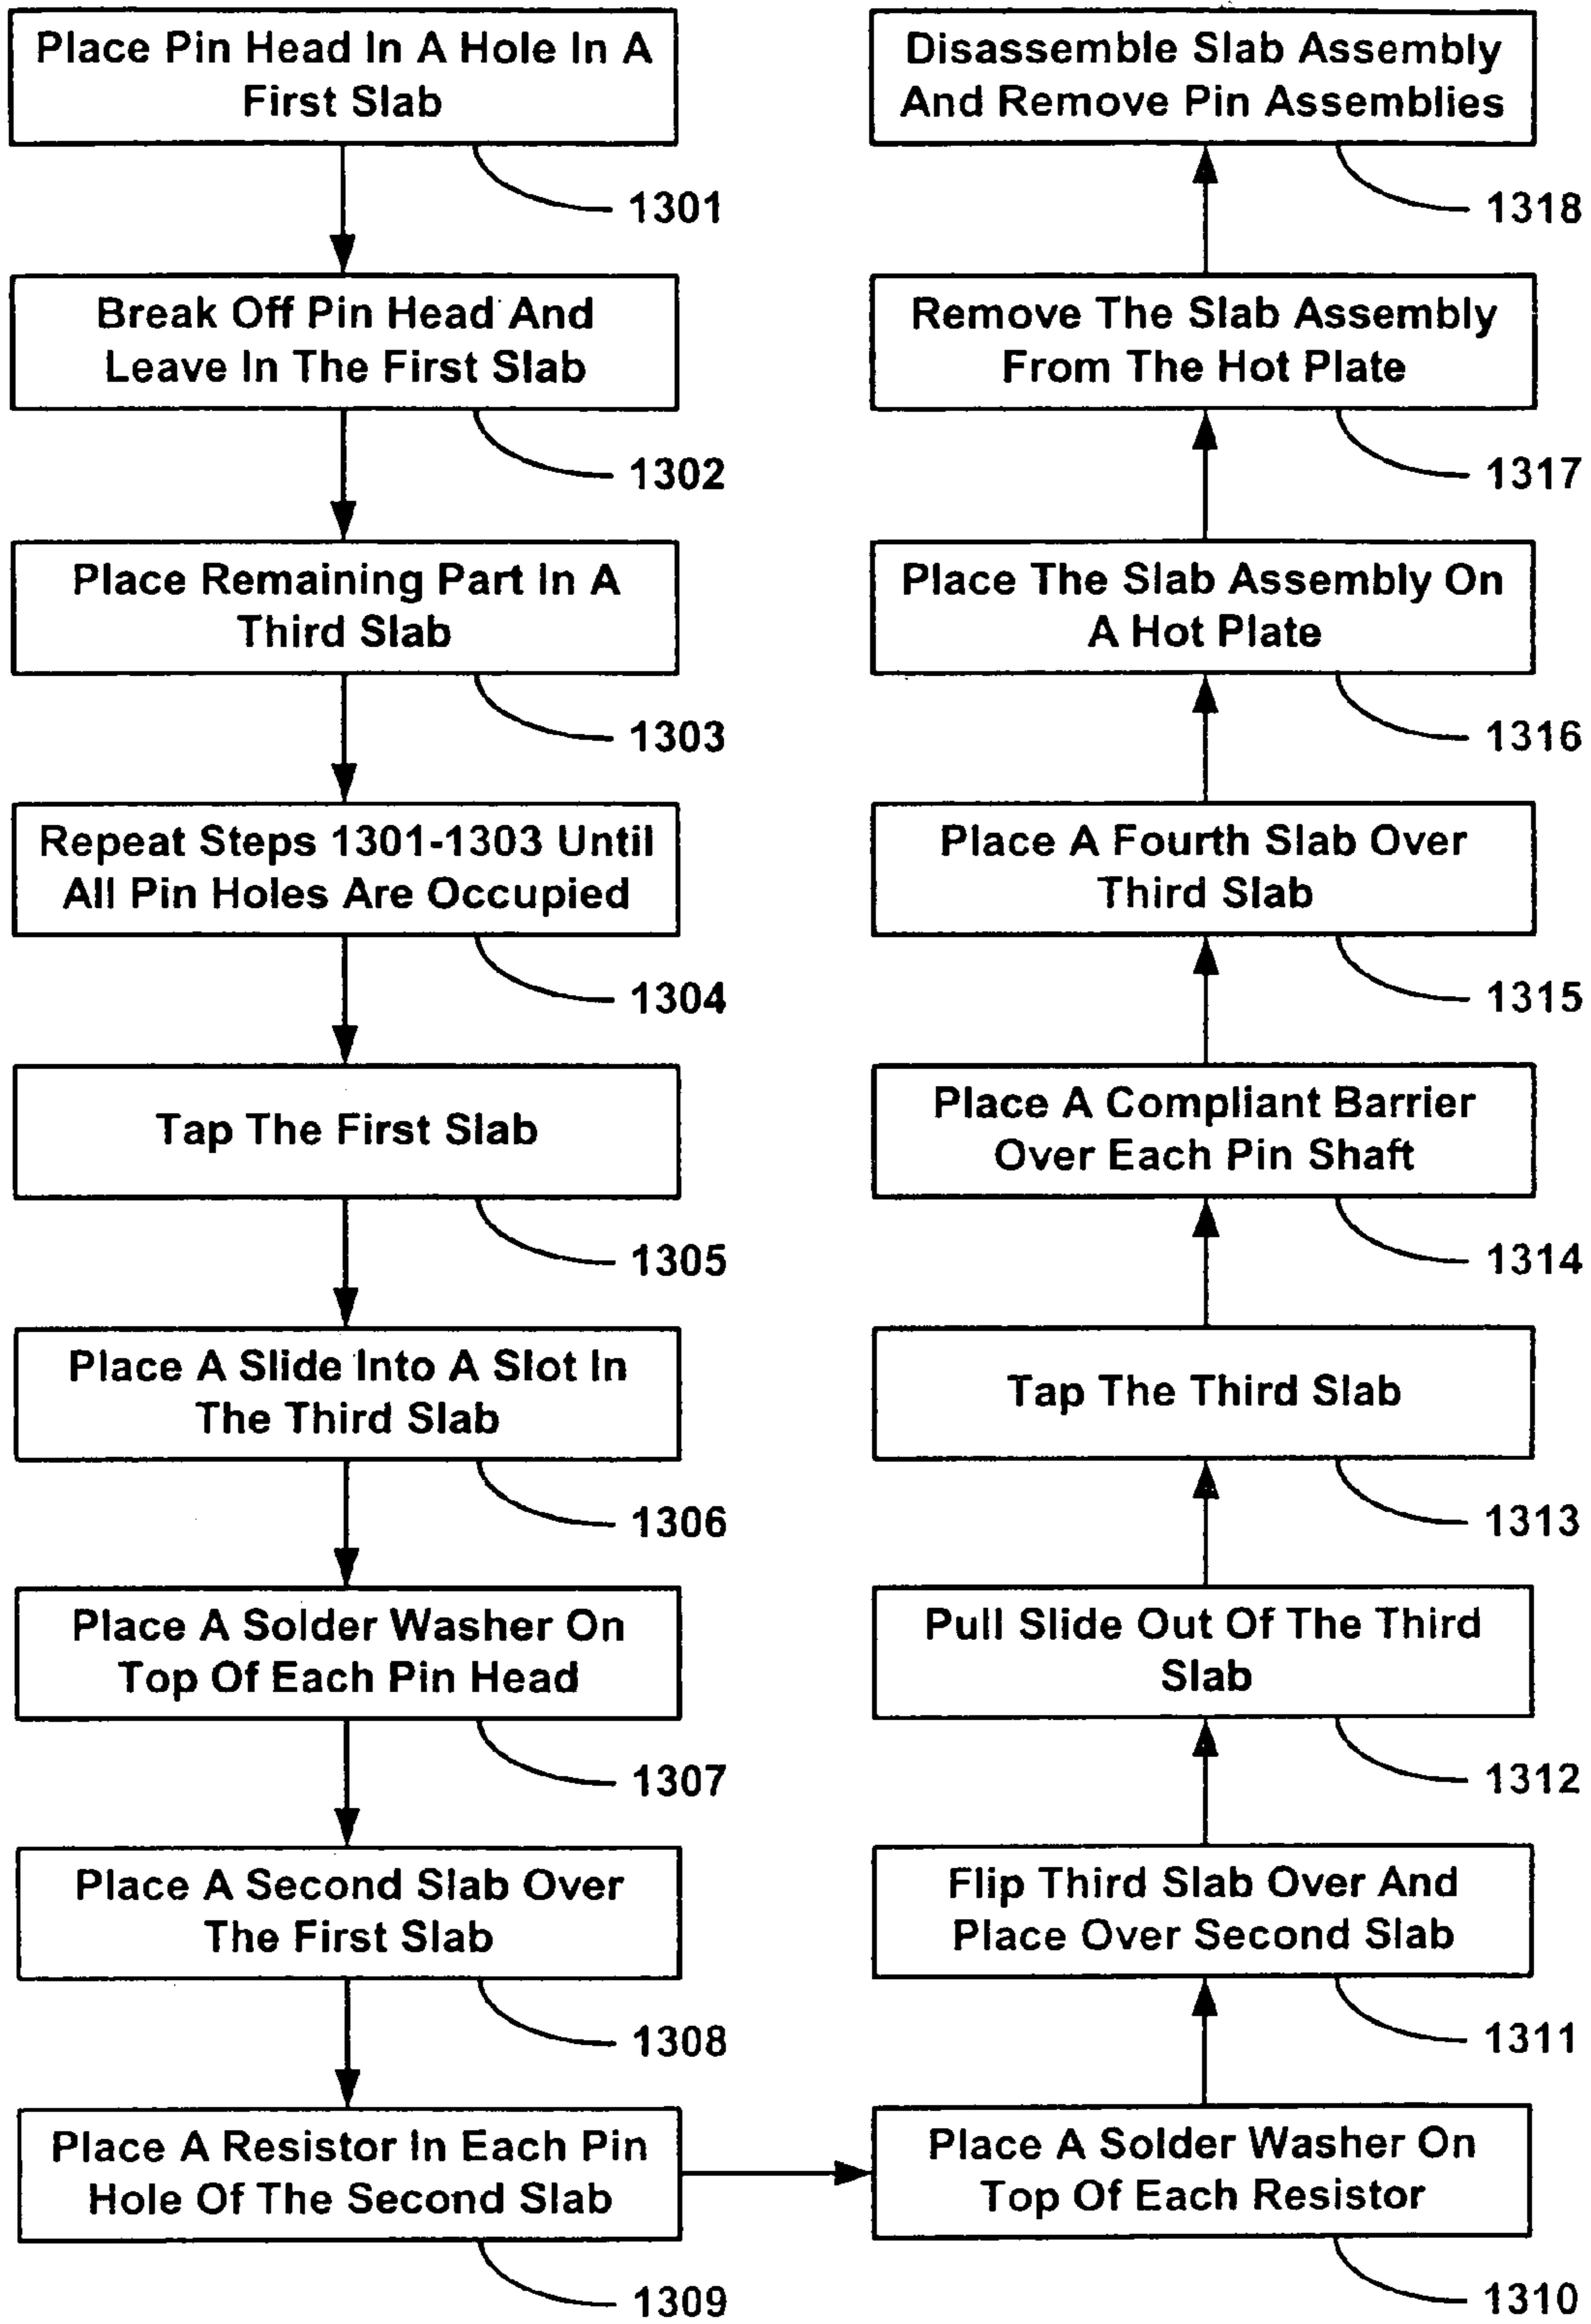 Place Pin Head In A Hole In A
First Slab
1301
Break Off Pin Head And
Leave In The First Slab
1302
Place Remaining Part In A
Third Slab
1303
Repeat Steps 1301-1303 Until
All Pin Holes Are Occupied
1304
Tap The First Slab
1305
Place A Slide Into A Slot In
The Third Slab
1306
Place A Solder Washer On
Top Of Each Pin Head
1307
Place A Second Slab Over
The First Slab
1308
Place A Resistor In Each Pin
Hole Of The Second Slab
1309
Place A Solder Washer On
Top Of Each Resistor
1310
Flip Third Slab Over And
Place Over Second Slab
1311
Pull Slide Out Of The Third
Slab
1312
Tap The Third Slab
1313
Place A Compliant Barrier
Over Each Pin Shaft
1314
Place A Fourth Slab Over
Third Slab
1315
Place The Slab Assembly On
A Hot Plate
1316
Remove The Slab Assembly
From The Hot Plate
1317
Disassemble Slab Assembly
And Remove Pin Assemblies
1318